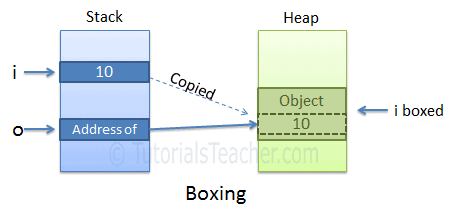 Stack
Heap
i
10
Copied
Object
10
i boxed
o
Address of
© TutorialsTeacher.com
Boxing